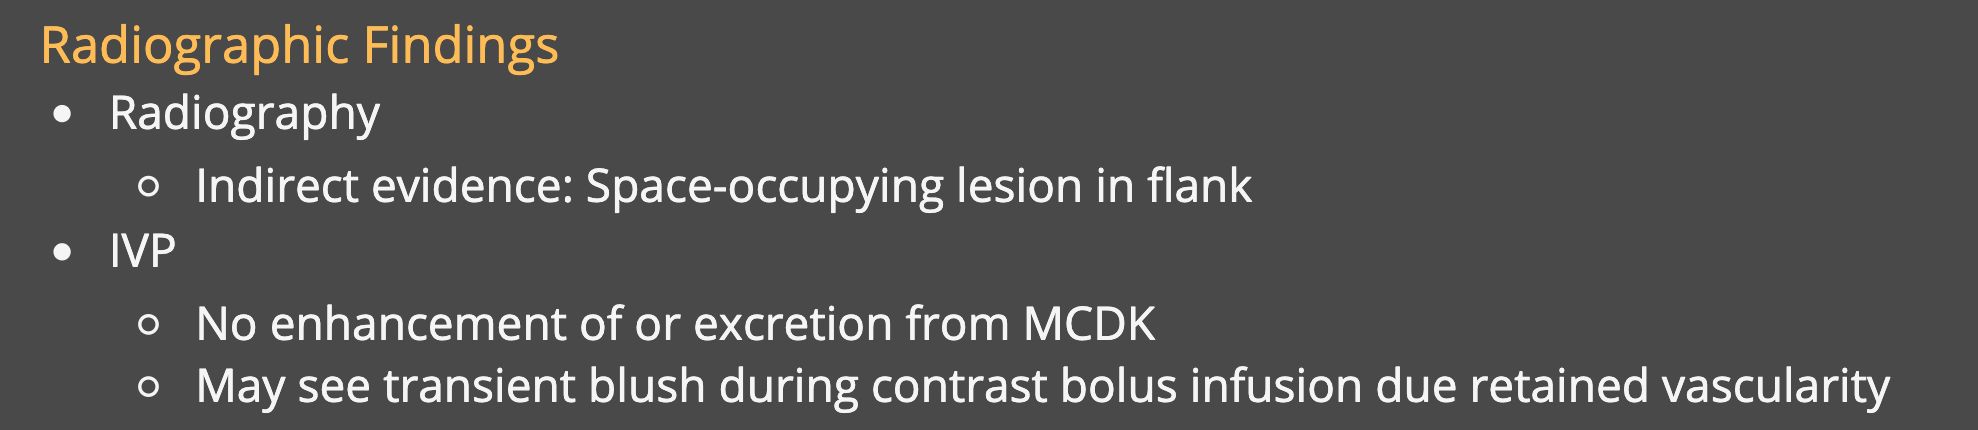 Radiographic Findings
• Radiography
○ Indirect evidence: Space-occupying lesion in flank
• IVP
○ No enhancement of or excretion from MCDK
○ May see transient blush during contrast bolus infusion due retained vascularity